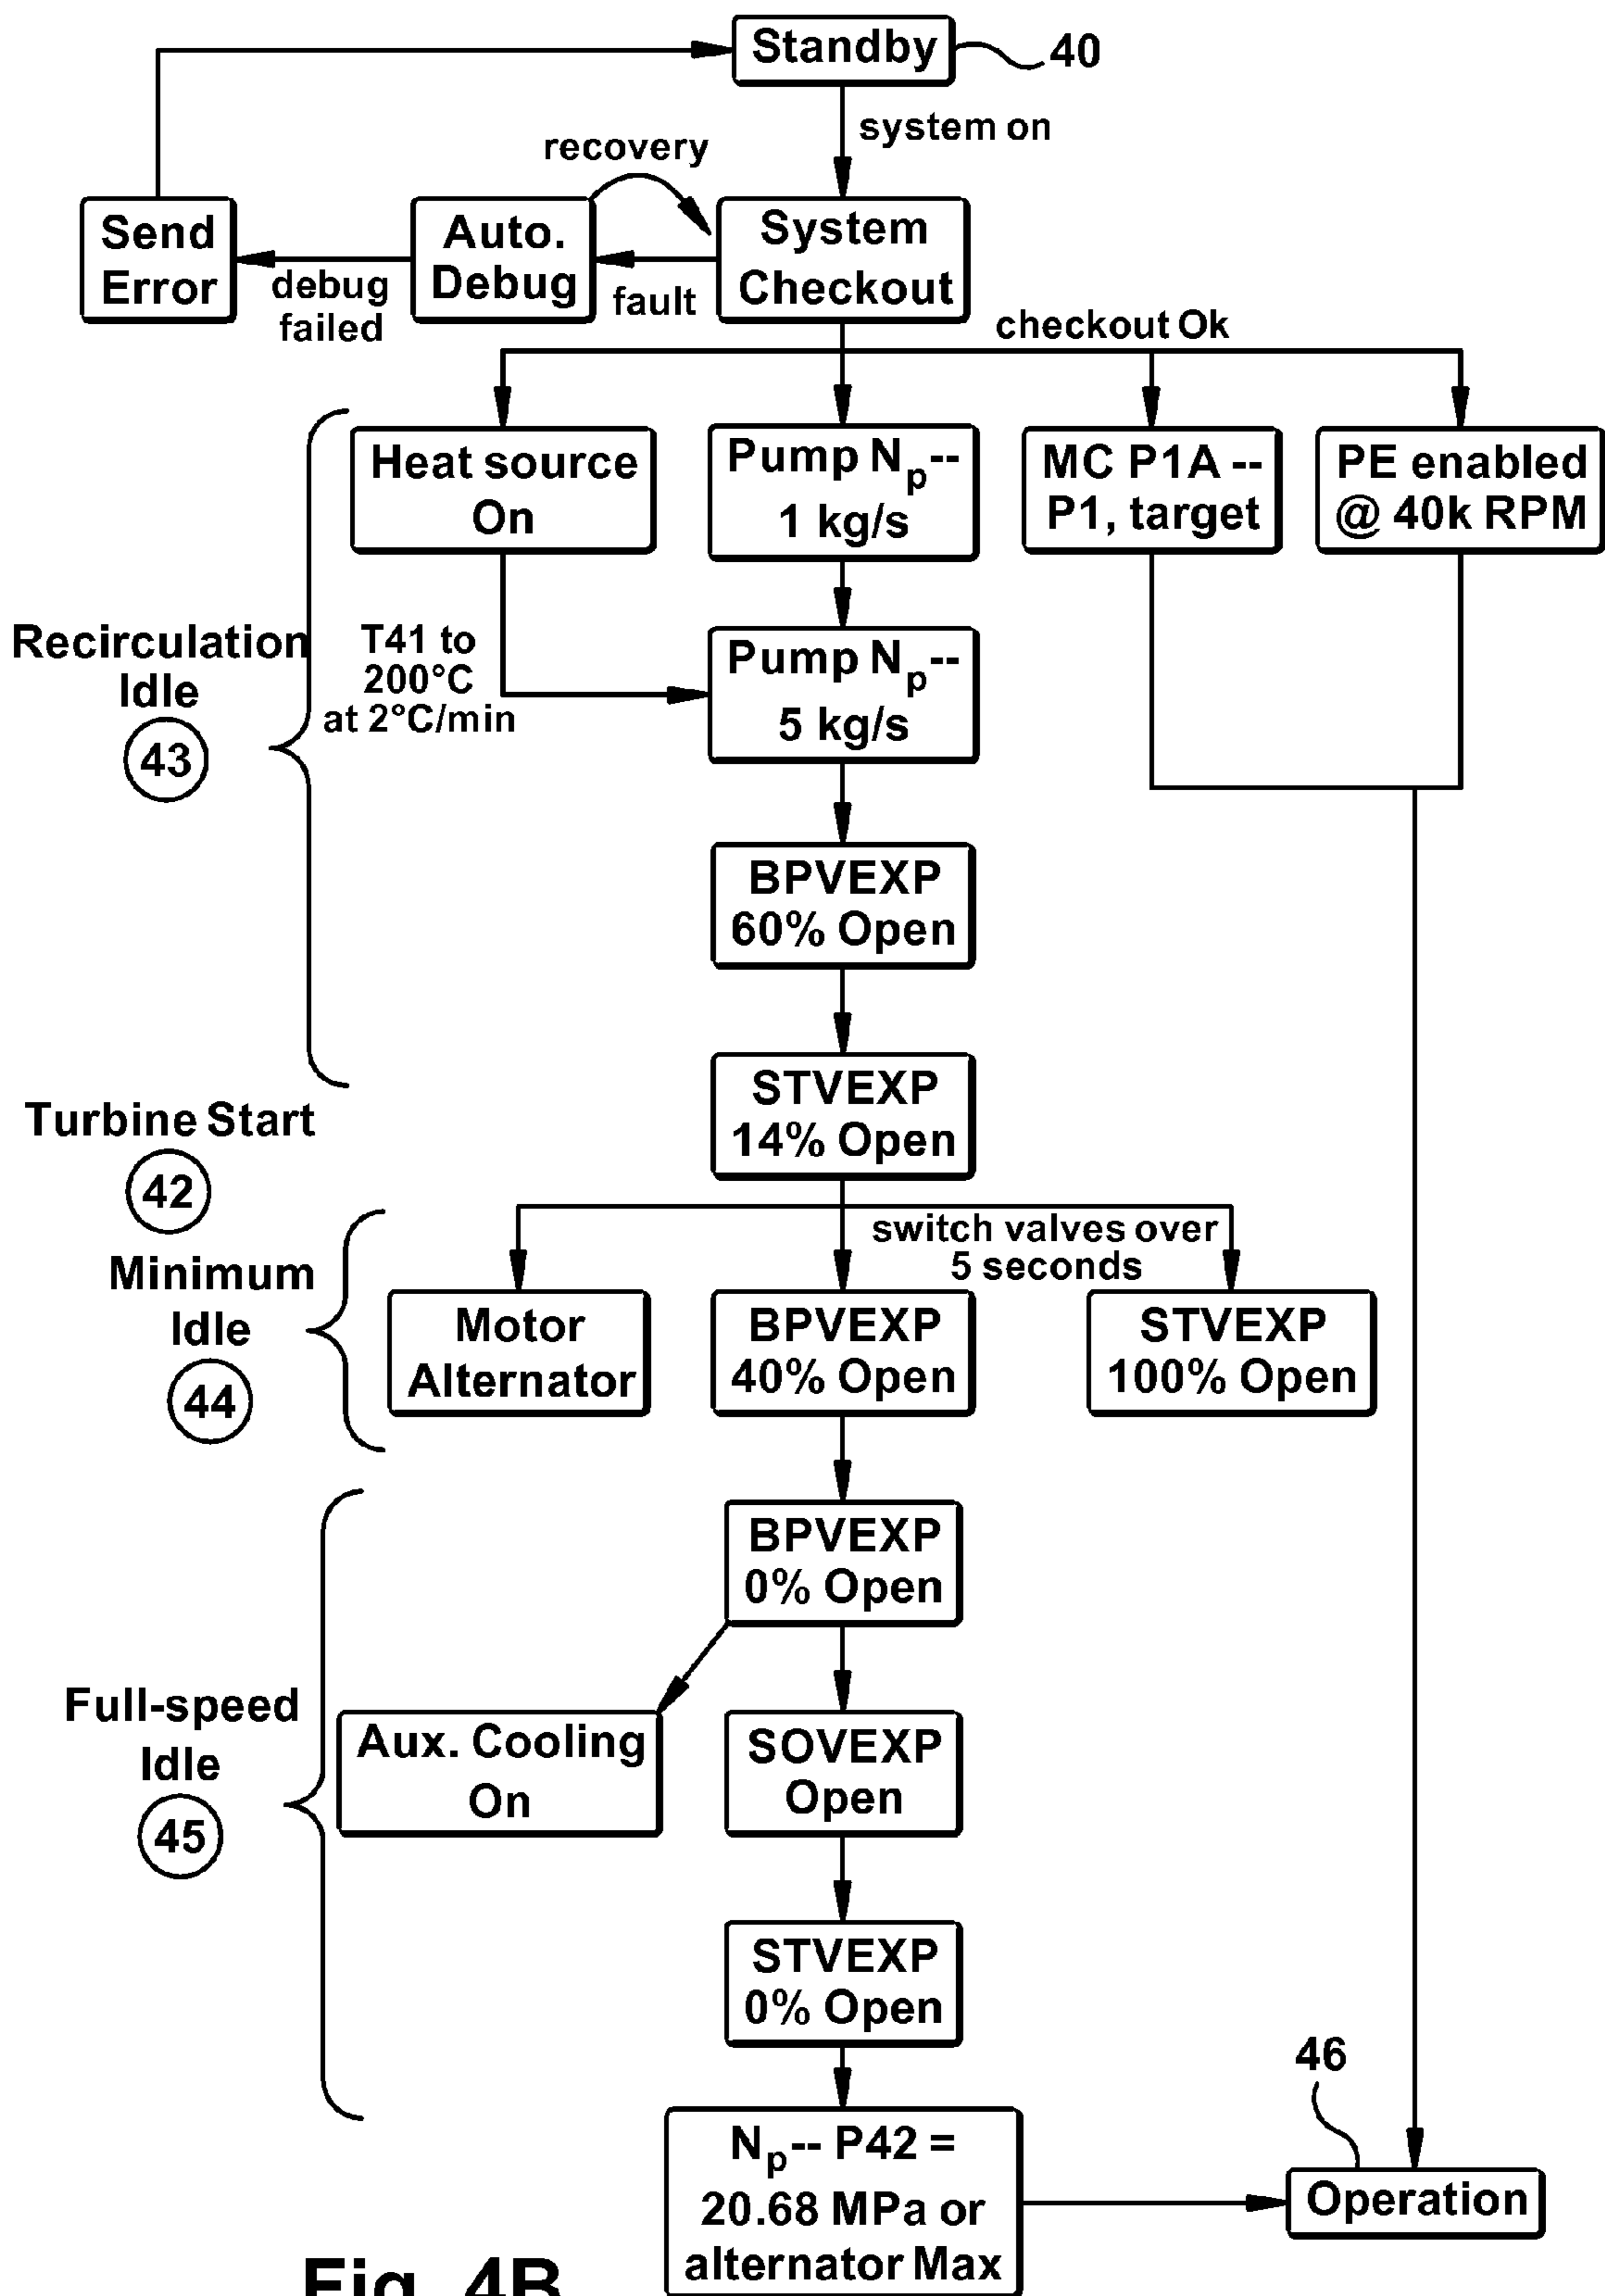 Standby
40
system on
recovery
Send
Error
Auto.
Debug
System
Checkout
debug
failed
fault
checkout Ok
Heat source
On
Pump Np--
1 kg/s
MC P1A --
P1, target
PE enabled
@ 40k RPM
Recirculation
Idle
43
T41 to
200°C
at 2°C/min
Pump Np--
5 kg/s
BPVEXP
60% Open
STVEXP
14% Open
Turbine Start
42
switch valves over
5 seconds
Minimum
Idle
44
Motor
Alternator
BPVEXP
40% Open
STVEXP
100% Open
BPVEXP
0% Open
Full-speed
Idle
45
Aux. Cooling
On
SOVEXP
Open
STVEXP
0% Open
46
Np-- P42 =
20.68 MPa or
alternator Max
Operation
Fig. 4B